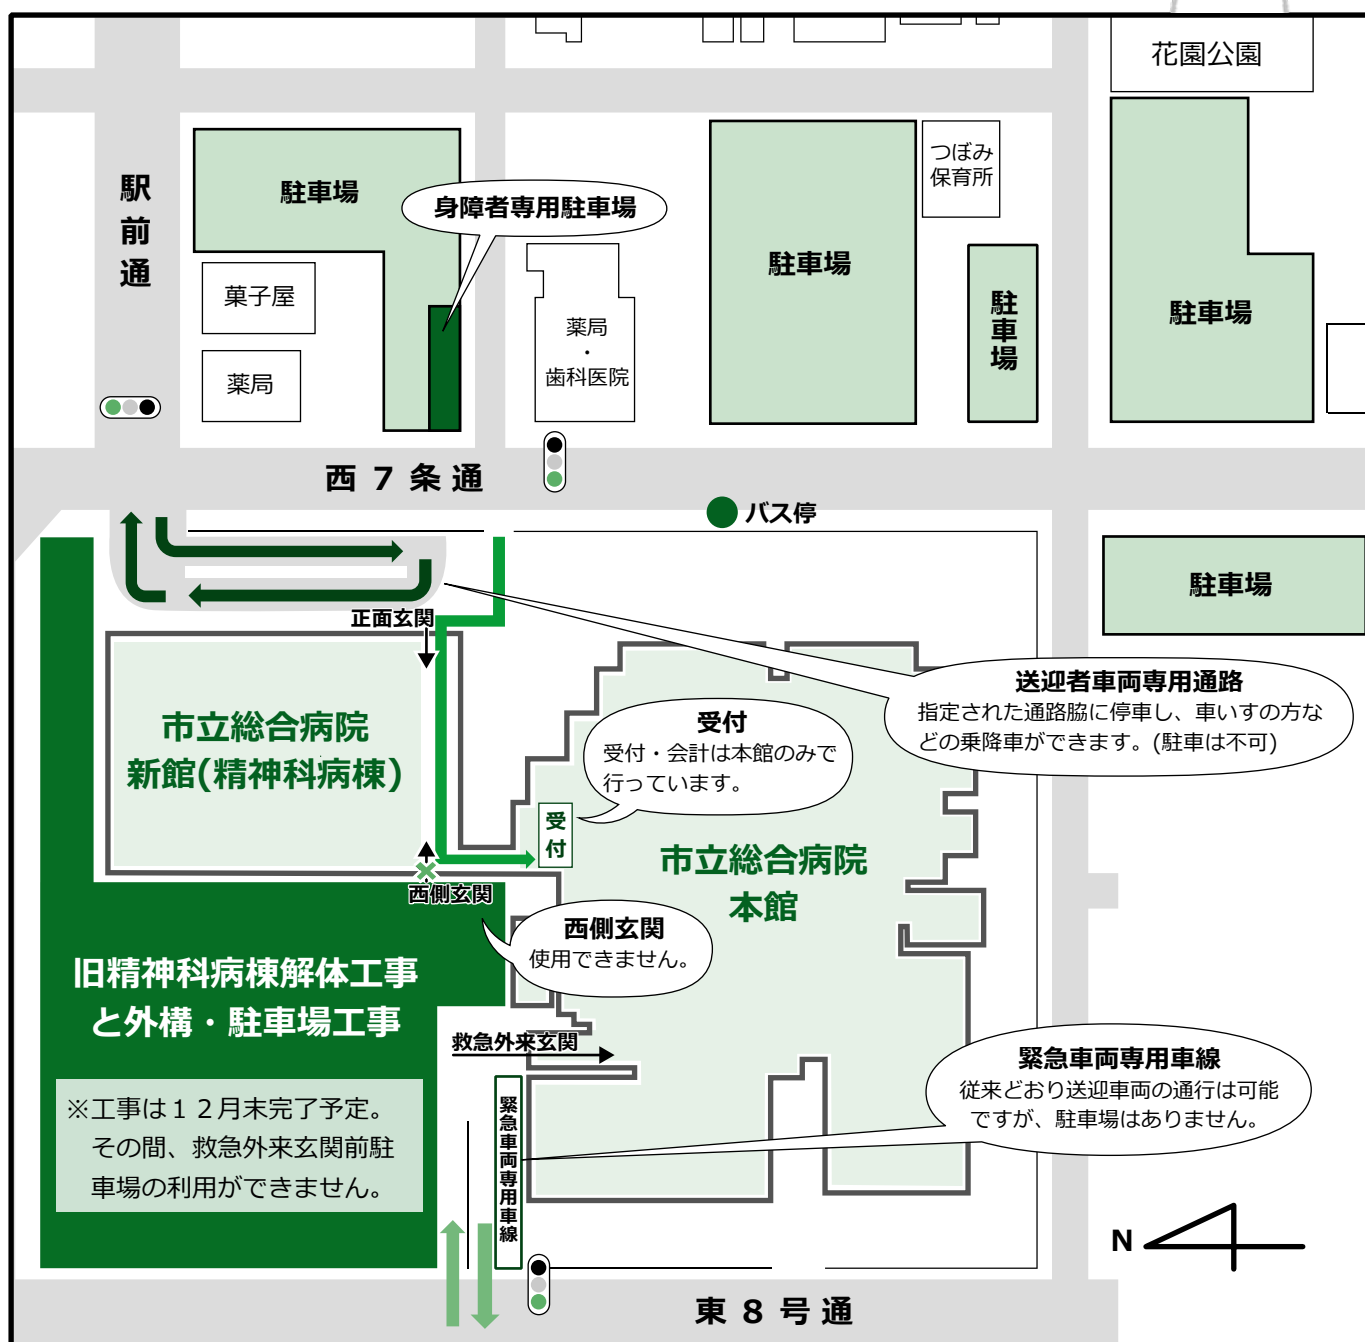 花園公園
つぼみ
保育所
駅前通
駐車場
身障者専用駐車場
駐車場
駐車場
駐車場
菓子屋
薬局
薬局
・
歯科医院
西７条通
バス停
駐車場
正面玄関
送迎者車両専用通路
指定された通路脇に停車し、車いすの方な
どの乗降車ができます。(駐車は不可)
市立総合病院
新館(精神科病棟)
受付
受付・会計は本館のみで
行っています。
受付
市立総合病院
本館
西側玄関
西側玄関
使用できません。
旧精神科病棟解体工事
と外構・駐車場工事
救急外来玄関
※工事は１２月末完了予定。
その間、救急外来玄関前駐
車場の利用ができません。
緊急車両専用車線
緊急車両専用車線
従来どおり送迎車両の通行は可能
ですが、駐車場はありません。
N
東８号通